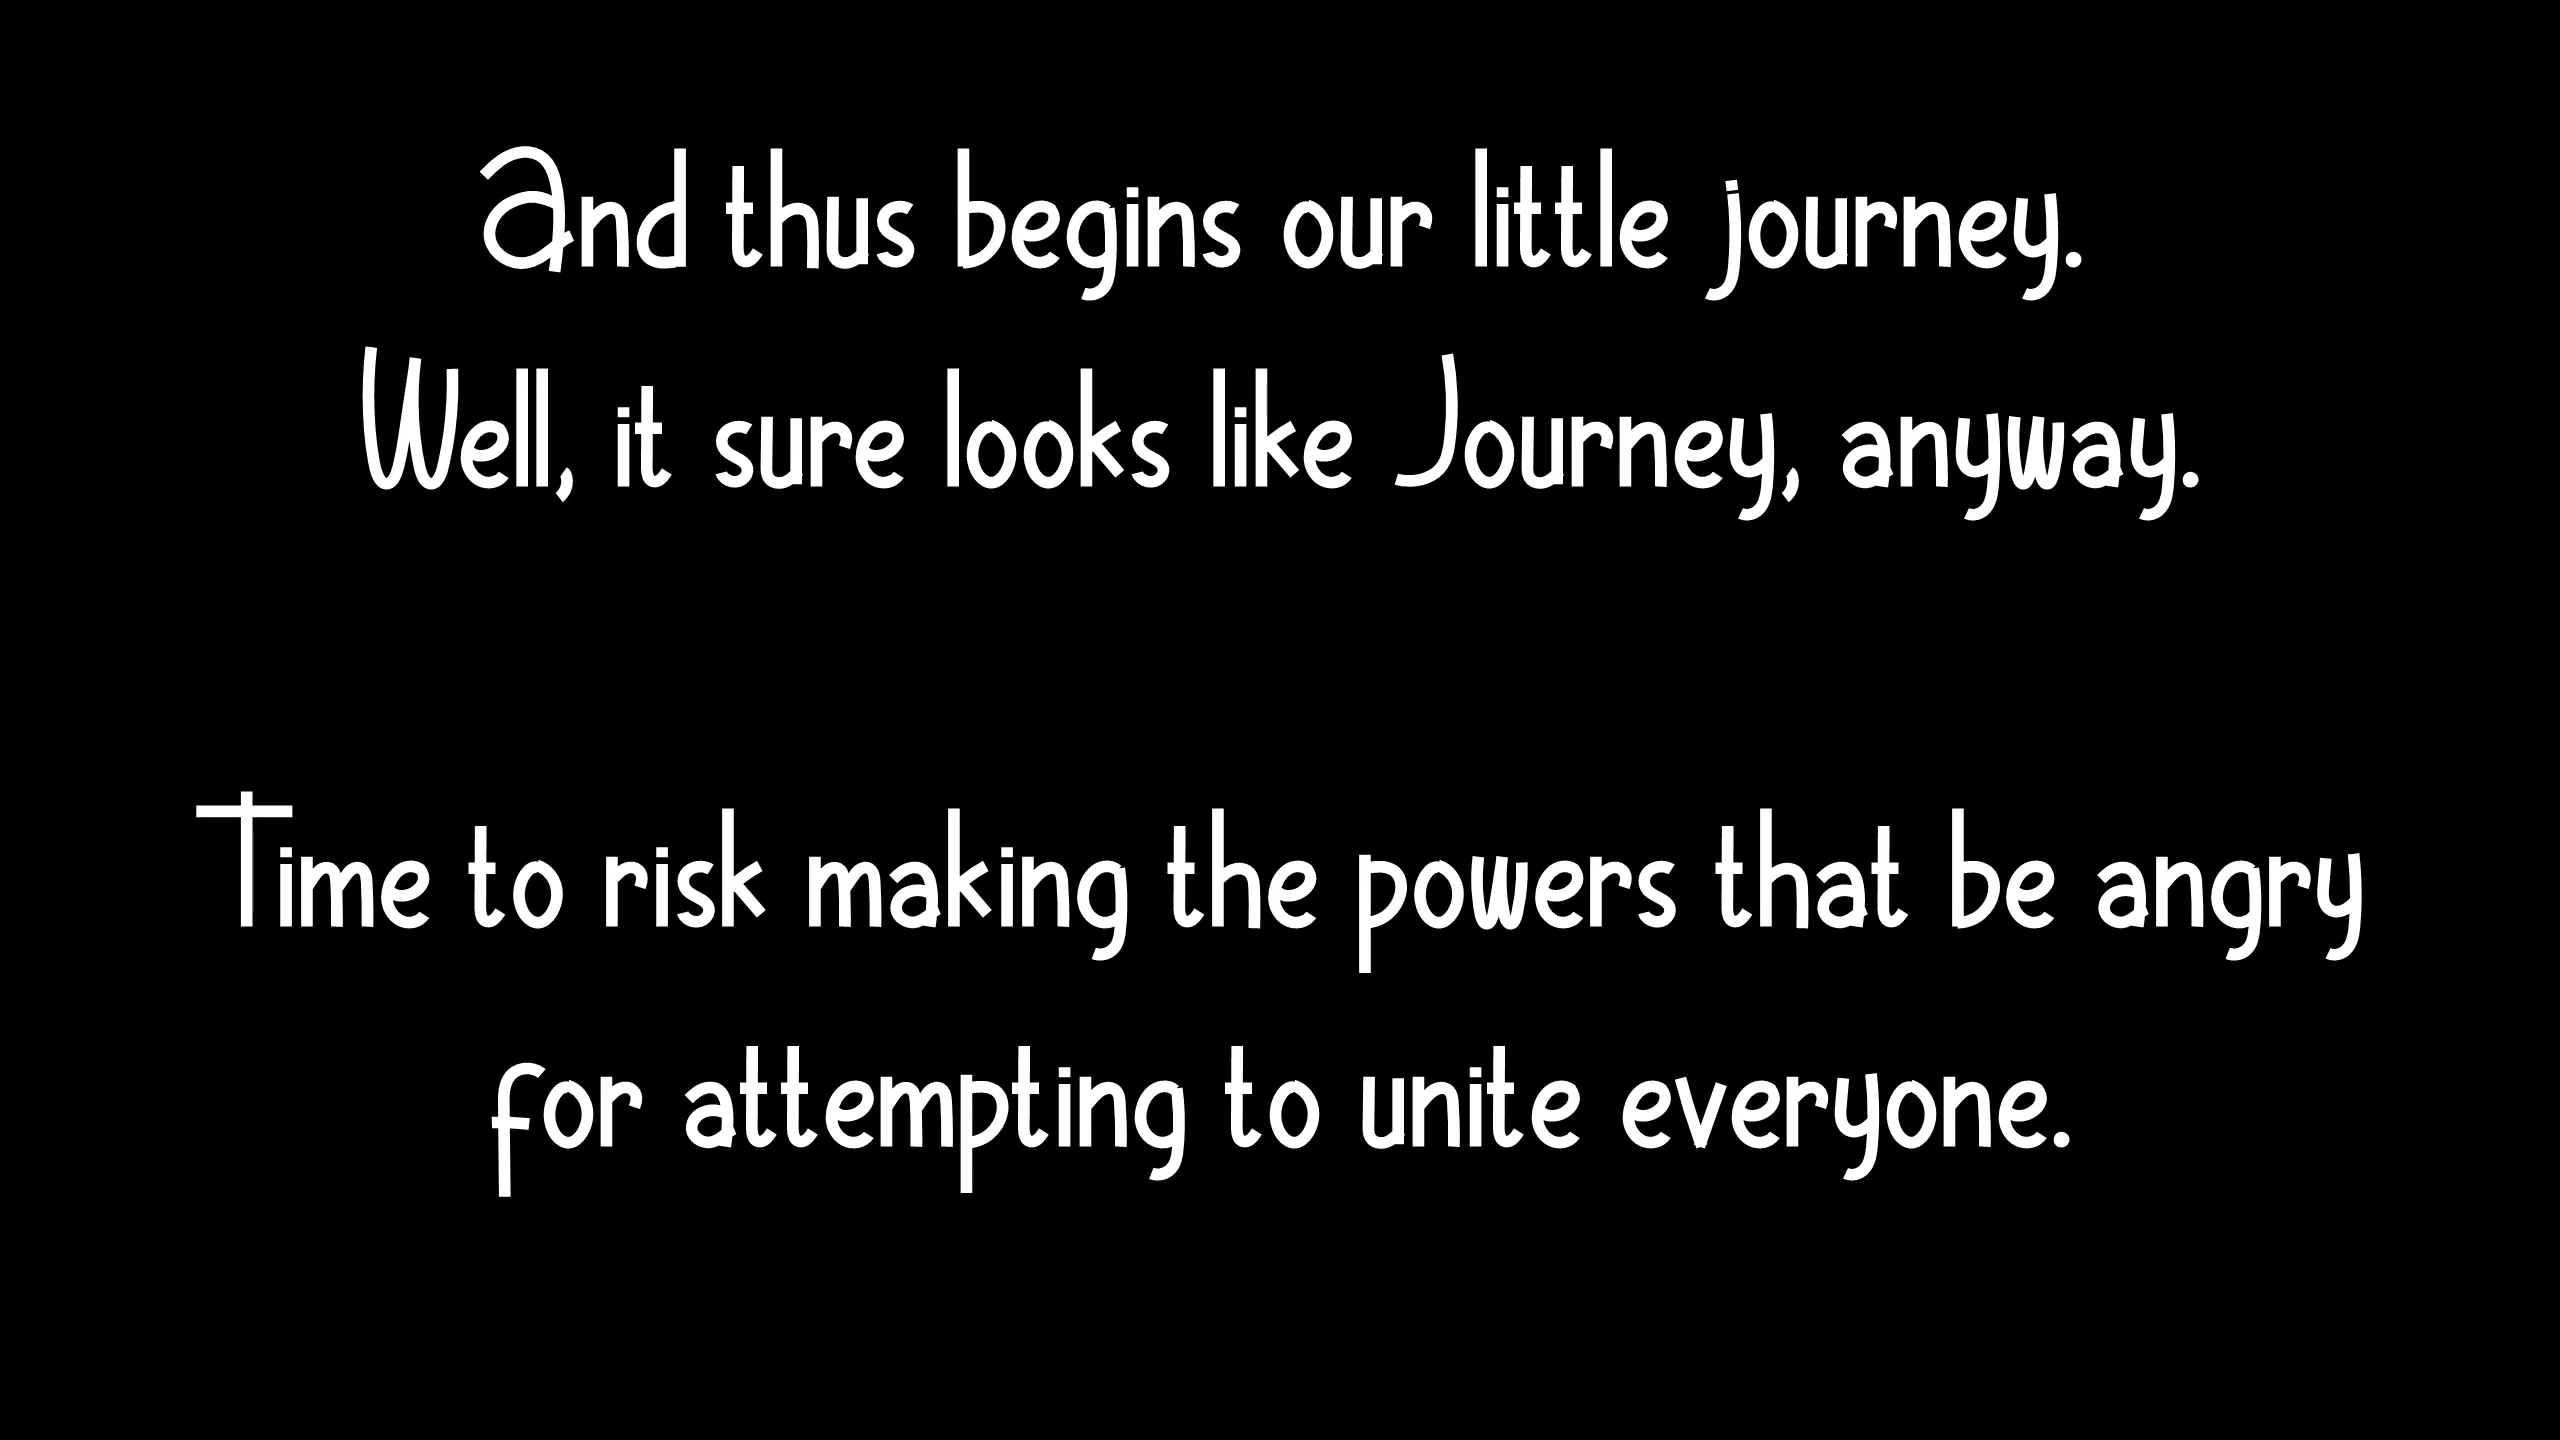 And thus begins our little journey.
Well, it sure looks like Journey, anyway.
Time to risk making the powers that be angry
for attempting to unite everyone.